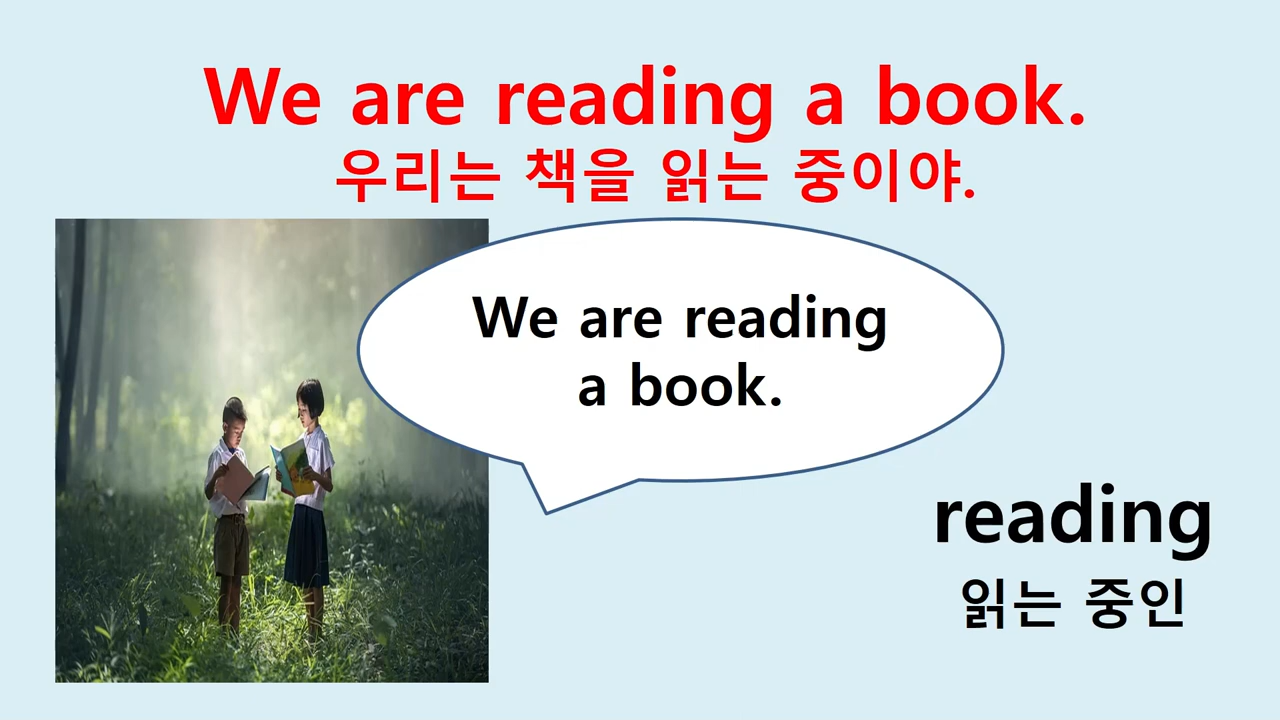 We are reading a book.
우리는 책을 읽는 중이야.
We are reading
a book.
reading
읽는 중인